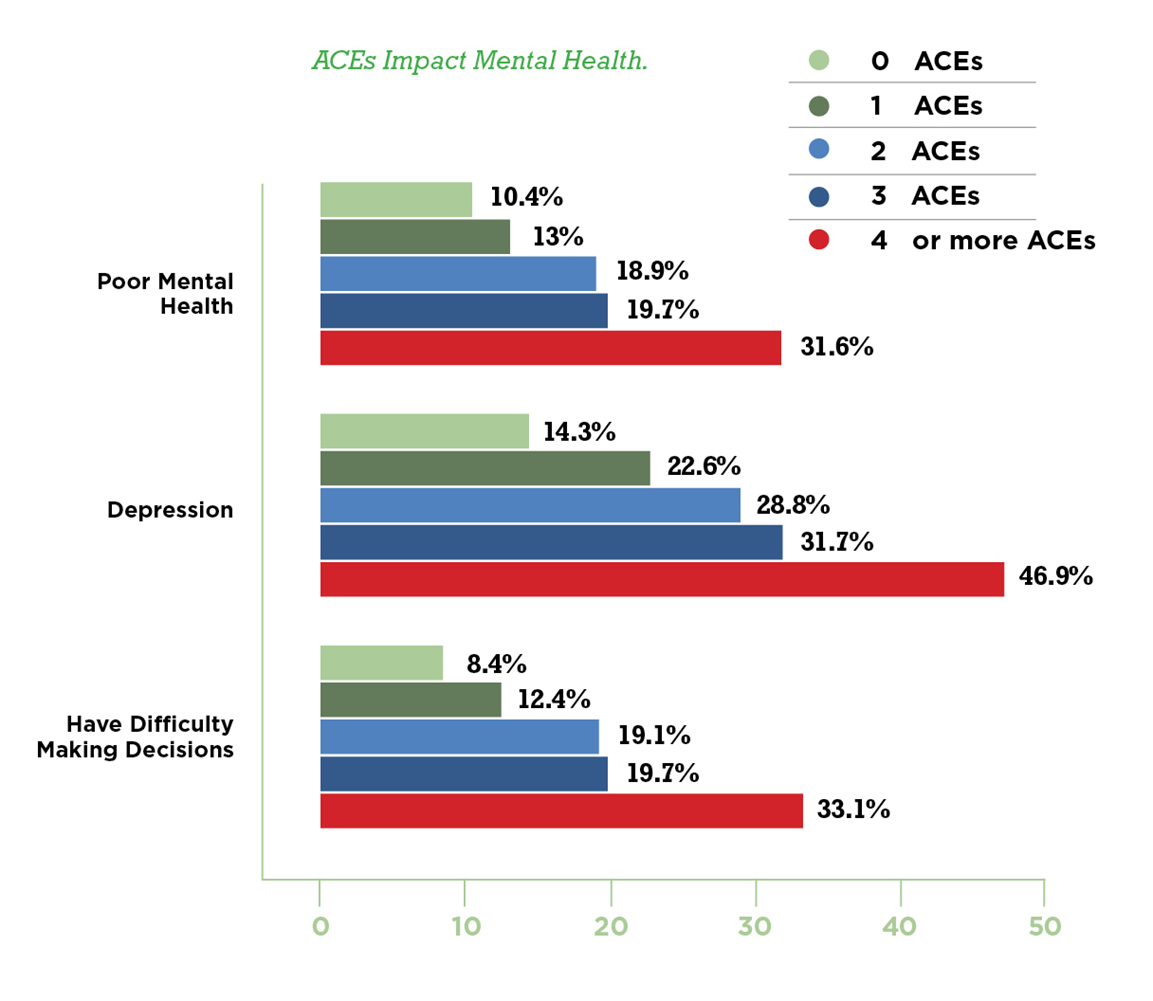 ACEs Impact Mental Health.
0 ACEs
1 ACEs
2 ACEs
3 ACEs
4 or more ACEs
Poor Mental
Health
10.4%
13%
18.9%
19.7%
31.6%
Depression
14.3%
22.6%
28.8%
31.7%
46.9%
Have Difficulty
Making Decisions
8.4%
12.4%
19.1%
19.7%
33.1%
0 10 20 30 40 50